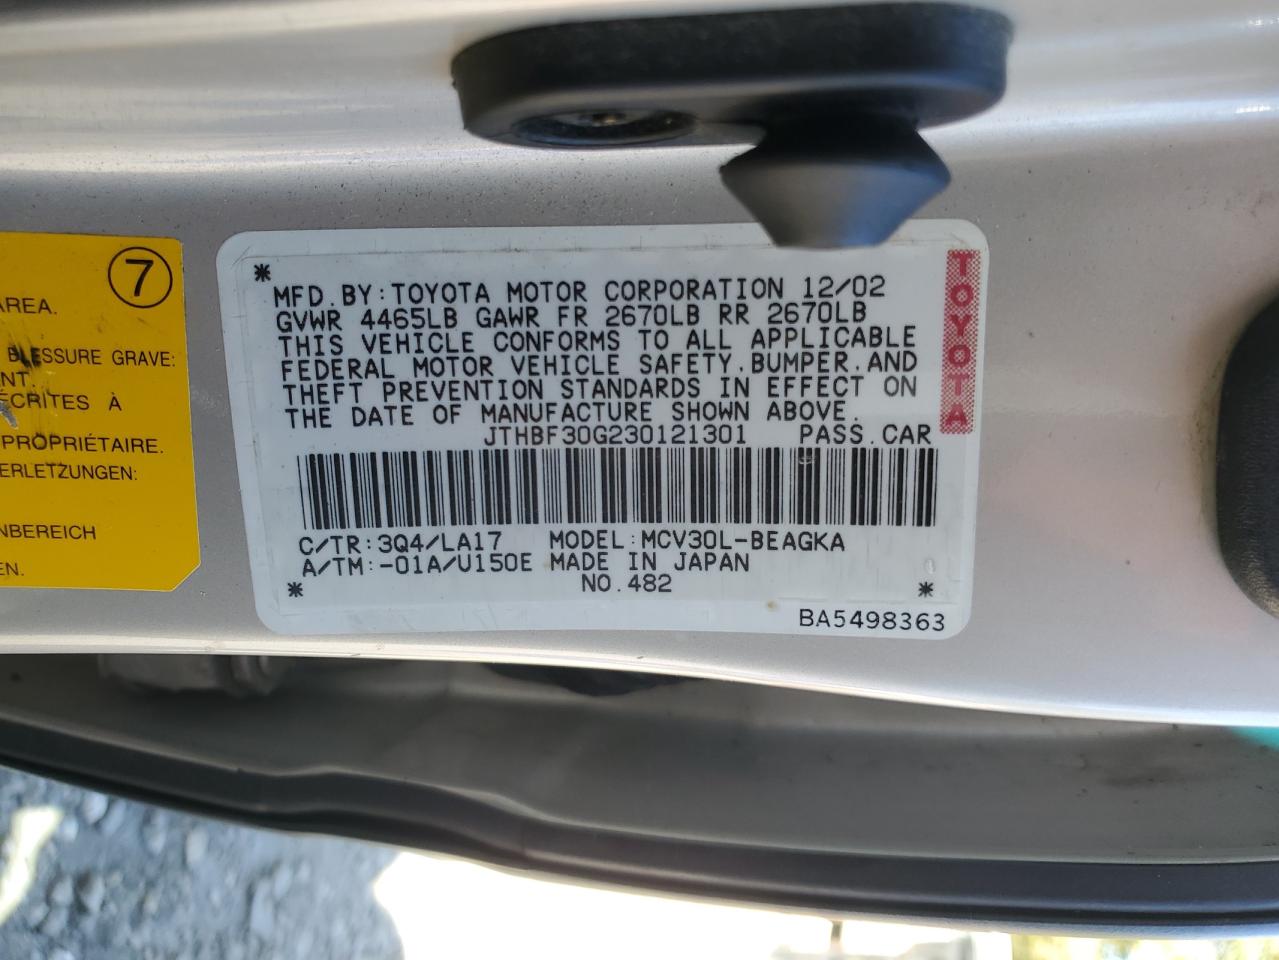 7
AREA.
BLESSURE GRAVE:
ENT.
ÉCRITES À
PROPRIÉTAIRE.
ERLETZUNGEN:
NBEREICH
EN.
*
MFD. BY: TOYOTA MOTOR CORPORATION 12/02
GVWR 4465LB GAWR FR 2670LB RR 2670LB
THIS VEHICLE CONFORMS TO ALL APPLICABLE
FEDERAL MOTOR VEHICLE SAFETY, BUMPER, AND
THEFT PREVENTION STANDARDS IN EFFECT ON
THE DATE OF MANUFACTURE SHOWN ABOVE.
JTHBF30G230121301 PASS. CAR
C/TR: 3Q4/LA17 MODEL: MCV30L-BEAGKA
A/TM: -01A/U150E MADE IN JAPAN
* NO. 482 *
BA5498363
TOYOTA